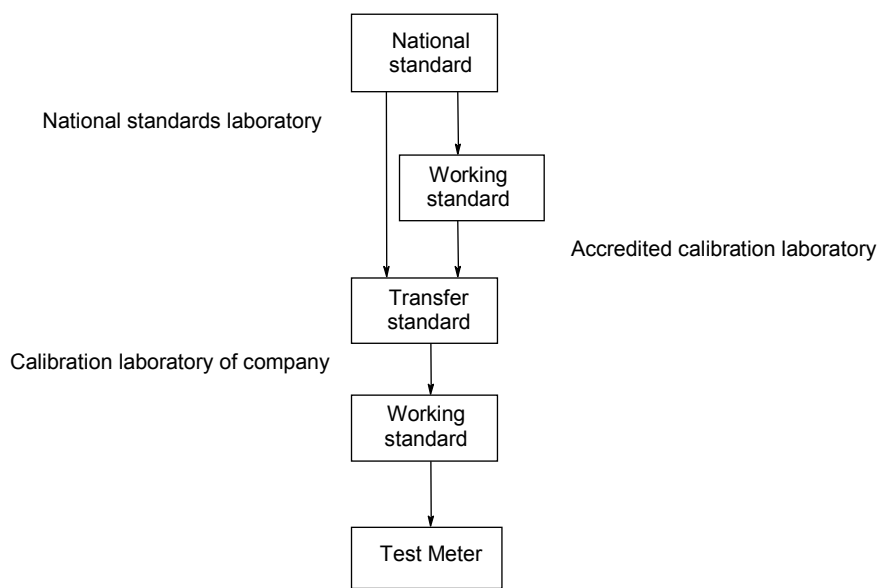 National
standard
National standards laboratory
Working
standard
Accredited calibration laboratory
Transfer
standard
Calibration laboratory of company
Working
standard
Test Meter